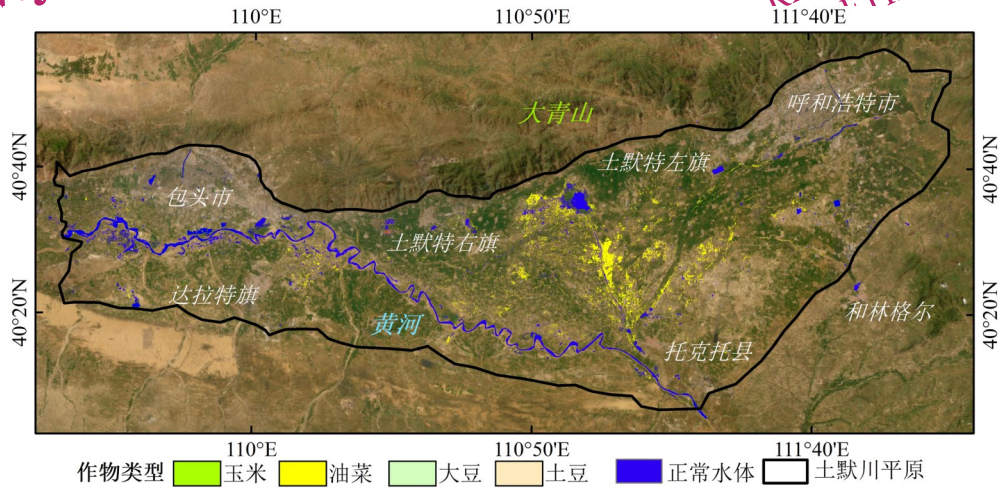 110°E 110°50'E 111°40'E
大青山
呼和浩特市
40°40'N
土默特左旗
40°40'N
包头市
土默特右旗
达拉特旗
和林格尔
40°20'N
黄河
40°20'N
托克托县
110°E 110°50'E 111°40'E
作物类型 玉米 油菜 大豆 土豆 正常水体 土默川平原